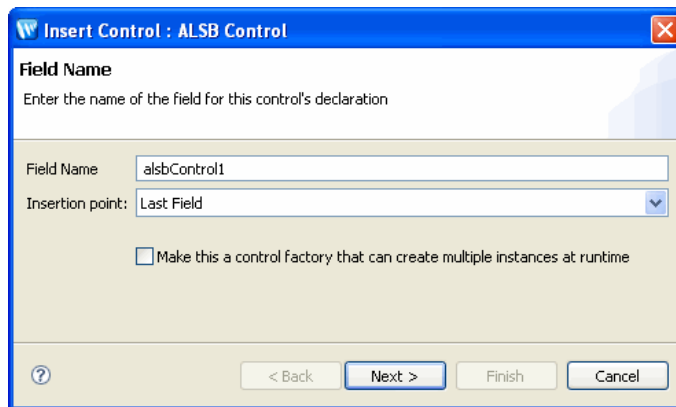 Insert Control : ALSB Control
Field Name
Enter the name of the field for this control's declaration
Field Name alsbControl1
Insertion point: Last Field
Make this a control factory that can create multiple instances at runtime
? < Back Next > Finish Cancel